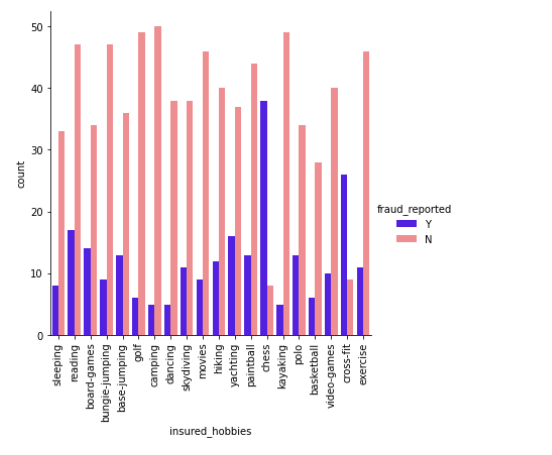 50
40
30
20
10
0
count
sleeping
reading
board-games
bungie-jumping
base-jumping
golf
camping
dancing
skydiving
movies
hiking
yachting
paintball
chess
kayaking
polo
basketball
video-games
cross-fit
exercise
insured_hobbies
fraud_reported
Y
N